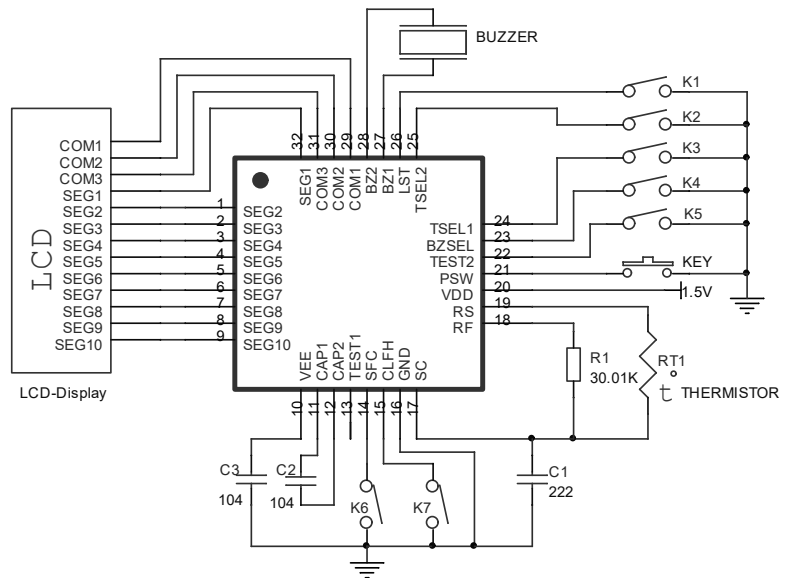 BUZZER
K1
K2
K3
K4
K5
KEY
1.5V
LCD
COM1
COM2
COM3
SEG1
SEG2
SEG3
SEG4
SEG5
SEG6
SEG7
SEG8
SEG9
SEG10
LCD-Display
32
31
30
29
28
27
26
25
SEG1
COM3
COM2
COM1
BZ2
BZ1
LST
TSEL2
1
2
3
4
5
6
7
8
9
SEG2
SEG3
SEG4
SEG5
SEG6
SEG7
SEG8
SEG9
SEG10
TSEL1
BZSEL
TEST2
PSW
VDD
RS
RF
24
23
22
21
20
19
18
VEE
CAP1
CAP2
TEST1
SFC
CLFH
GND
SC
10
11
12
13
14
15
16
17
R1
30.01K
RT1
t°
THERMISTOR
C3
104
C2
104
K6
K7
C1
222